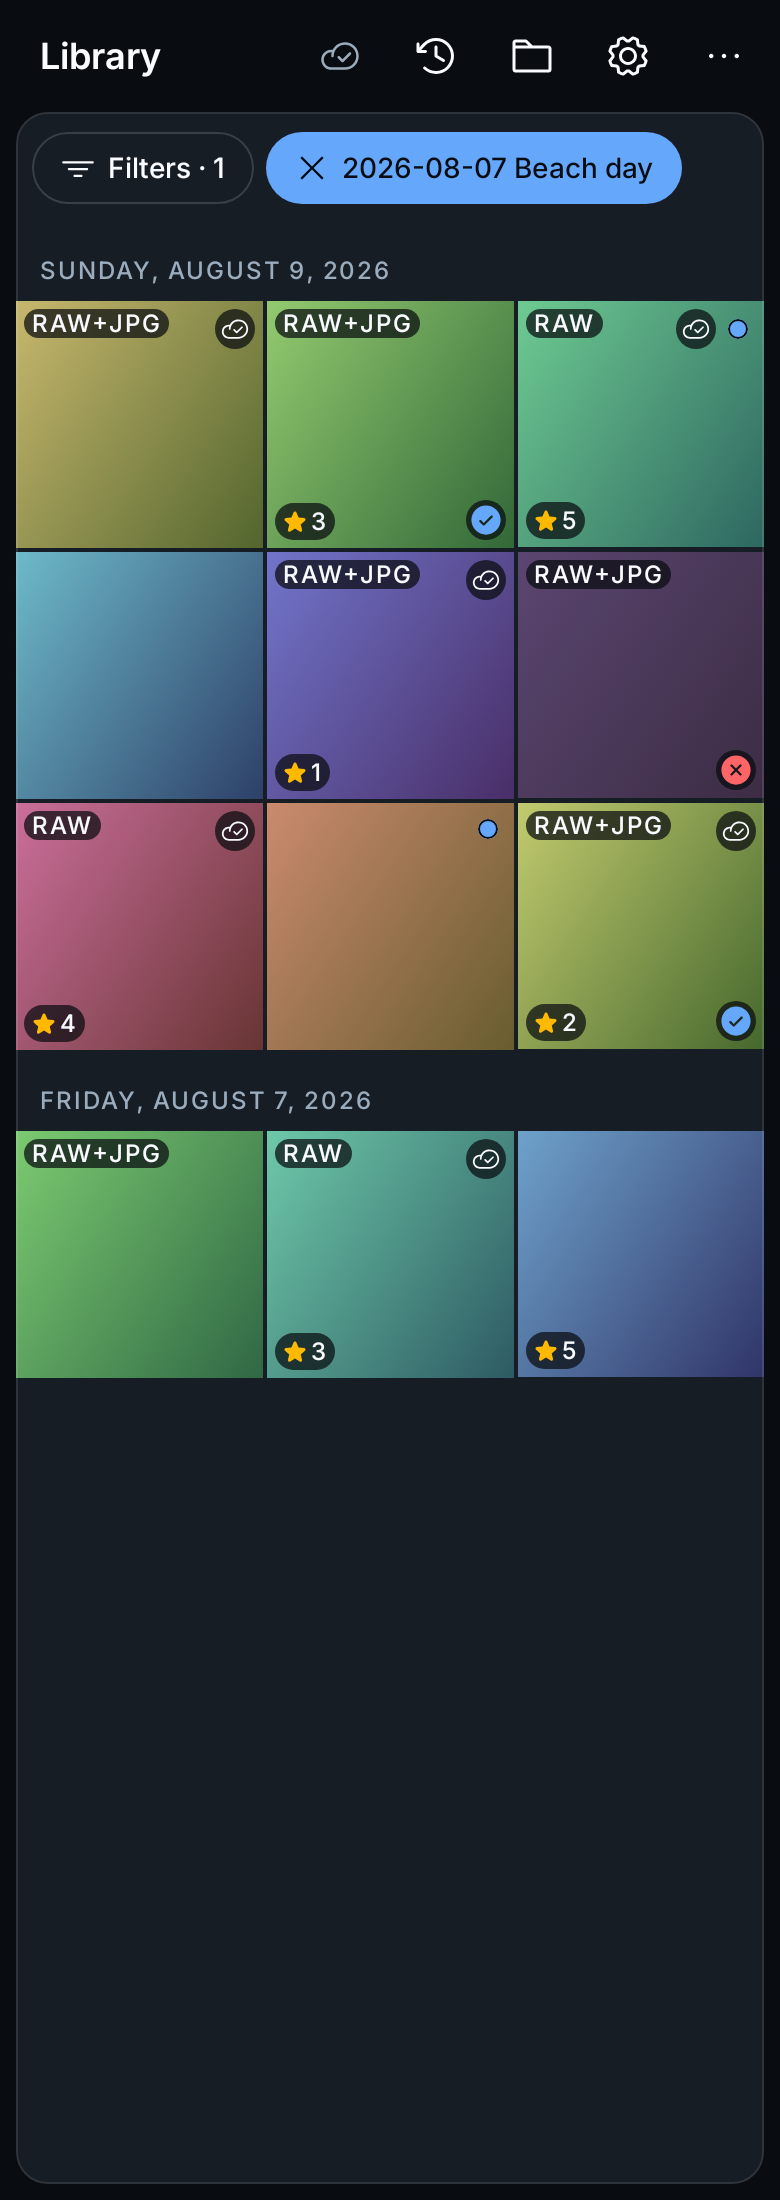 Library
Filters · 1
2026-08-07 Beach day
SUNDAY, AUGUST 9, 2026
RAW+JPG
RAW+JPG
3
RAW
5
RAW+JPG
1
RAW+JPG
RAW
4
RAW+JPG
2
FRIDAY, AUGUST 7, 2026
RAW+JPG
RAW
3
5